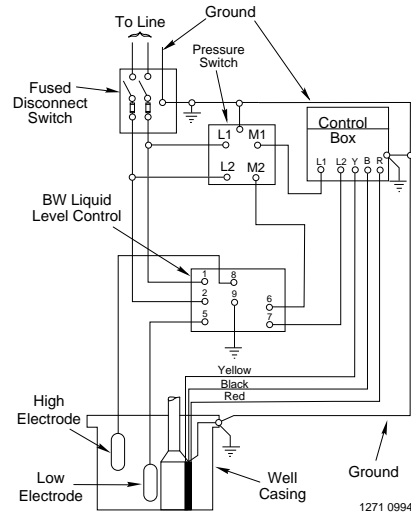 To Line
Ground
Pressure
Switch
Fused
Disconnect
Switch
Control
Box
L1 M1
L2 M2
L1 L2 Y B R
BW Liquid
Level Control
1
8
2
9
6
5
7
Yellow
Black
Red
High
Electrode
Low
Electrode
Well
Casing
Ground
1271 0994